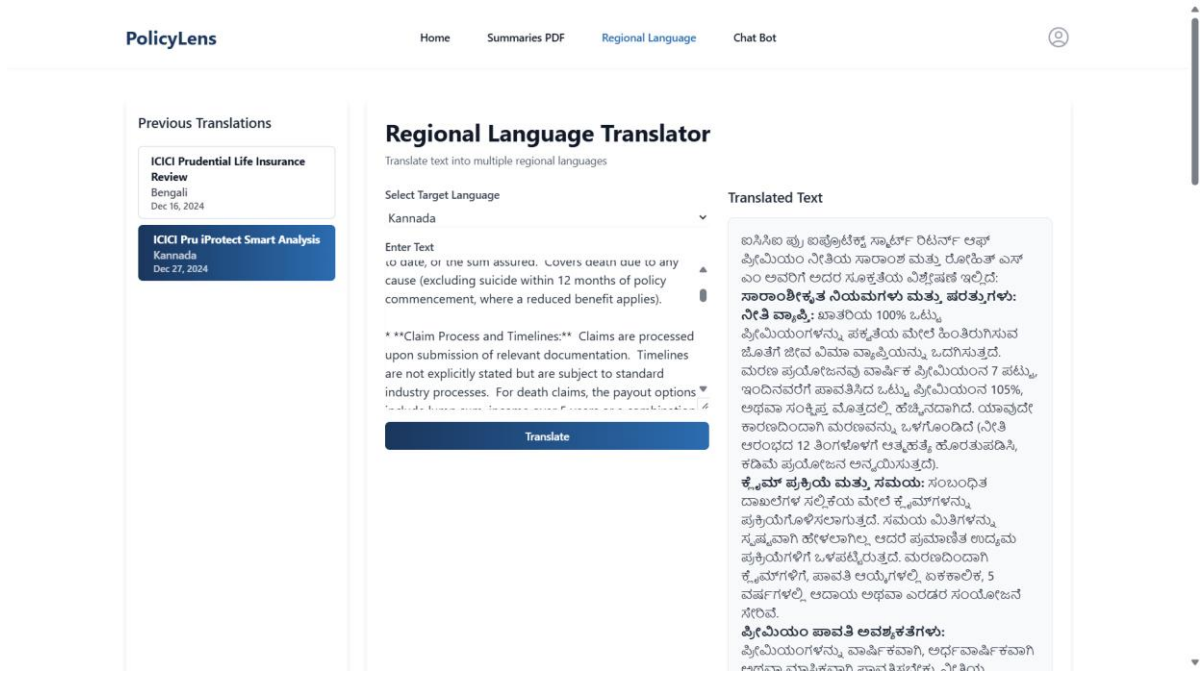 PolicyLens
Home Summaries PDF Regional Language Chat Bot
Previous Translations
ICICI Prudential Life Insurance
Review
Bengali
Dec 16, 2024
ICICI Pru iProtect Smart Analysis
Kannada
Dec 27, 2024
Regional Language Translator
Translate text into multiple regional languages
Select Target Language
Kannada
Enter Text
to date, or the sum assured. Covers death due to any
cause (excluding suicide within 12 months of policy
commencement, where a reduced benefit applies).
* **Claim Process and Timelines:** Claims are processed
upon submission of relevant documentation. Timelines
are not explicitly stated but are subject to standard
industry processes. For death claims, the payout options
Translate
Translated Text
ಐಸಿಸಿಐ ಪ್ರು ಐಪ್ರೊಟೆಕ್ಟ್ ಸ್ಮಾರ್ಟ್ ರಿಟರ್ನ್ ಆಫ್
ಪ್ರೀಮಿಯಂ ನೀತಿಯ ಸಾರಾಂಶ ಮತ್ತು ರೋಹಿತ್ ಎಸ್
ಎಂ ಅವರಿಗೆ ಅದರ ಸೂಕ್ತತೆಯ ವಿಶ್ಲೇಷಣೆ ಇಲ್ಲಿದೆ:
ಸಾರಾಂಶೀಕೃತ ನಿಯಮಗಳು ಮತ್ತು ಷರತ್ತುಗಳು:
ನೀತಿ ವ್ಯಾಪ್ತಿ: ಖಾತರಿಯ 100% ಒಟ್ಟು
ಪ್ರೀಮಿಯಂಗಳನ್ನು ಪಕ್ವತೆಯ ಮೇಲೆ ಹಿಂತಿರುಗಿಸುವ
ಜೊತೆಗೆ ಜೀವ ವಿಮಾ ವ್ಯಾಪ್ತಿಯನ್ನು ಒದಗಿಸುತ್ತದೆ.
ಮರಣ ಪ್ರಯೋಜನವು ವಾರ್ಷಿಕ ಪ್ರೀಮಿಯಂನ 7 ಪಟ್ಟು,
ಇಂದಿನವರೆಗೆ ಪಾವತಿಸಿದ ಒಟ್ಟು ಪ್ರೀಮಿಯಂನ 105%,
ಅಥವಾ ಸಂಕ್ಷಿಪ್ತ ಮೊತ್ತದಲ್ಲಿ ಹೆಚ್ಚಿನದಾಗಿದೆ. ಯಾವುದೇ
ಕಾರಣದಿಂದಾಗಿ ಮರಣವನ್ನು ಒಳಗೊಂಡಿದೆ (ನೀತಿ
ಆರಂಭದ 12 ತಿಂಗಳೊಳಗೆ ಆತ್ಮಹತ್ಯೆ ಹೊರತುಪಡಿಸಿ,
ಕಡಿಮೆ ಪ್ರಯೋಜನ ಅನ್ವಯಿಸುತ್ತದೆ).
ಕ್ಲೈಮ್ ಪ್ರಕ್ರಿಯೆ ಮತ್ತು ಸಮಯ: ಸಂಬಂಧಿತ
ದಾಖಲೆಗಳ ಸಲ್ಲಿಕೆಯ ಮೇಲೆ ಕ್ಲೈಮ್‌ಗಳನ್ನು
ಪ್ರಕ್ರಿಯೆಗೊಳಿಸಲಾಗುತ್ತದೆ. ಸಮಯ ಮಿತಿಗಳನ್ನು
ಸ್ಪಷ್ಟವಾಗಿ ಹೇಳಲಾಗಿಲ್ಲ ಆದರೆ ಪ್ರಮಾಣಿತ ಉದ್ಯಮ
ಪ್ರಕ್ರಿಯೆಗಳಿಗೆ ಒಳಪಟ್ಟಿರುತ್ತದೆ. ಮರಣದಿಂದಾಗಿ
ಕ್ಲೈಮ್‌ಗಳಿಗೆ, ಪಾವತಿ ಆಯ್ಕೆಗಳಲ್ಲಿ ಏಕಕಾಲಿಕ, 5
ವರ್ಷಗಳಲ್ಲಿ ಆದಾಯ ಅಥವಾ ಎರಡರ ಸಂಯೋಜನೆ
ಸೇರಿವೆ.
ಪ್ರೀಮಿಯಂ ಪಾವತಿ ಅವಶ್ಯಕತೆಗಳು:
ಪ್ರೀಮಿಯಂಗಳನ್ನು ವಾರ್ಷಿಕವಾಗಿ, ಅರ್ಧವಾರ್ಷಿಕವಾಗಿ